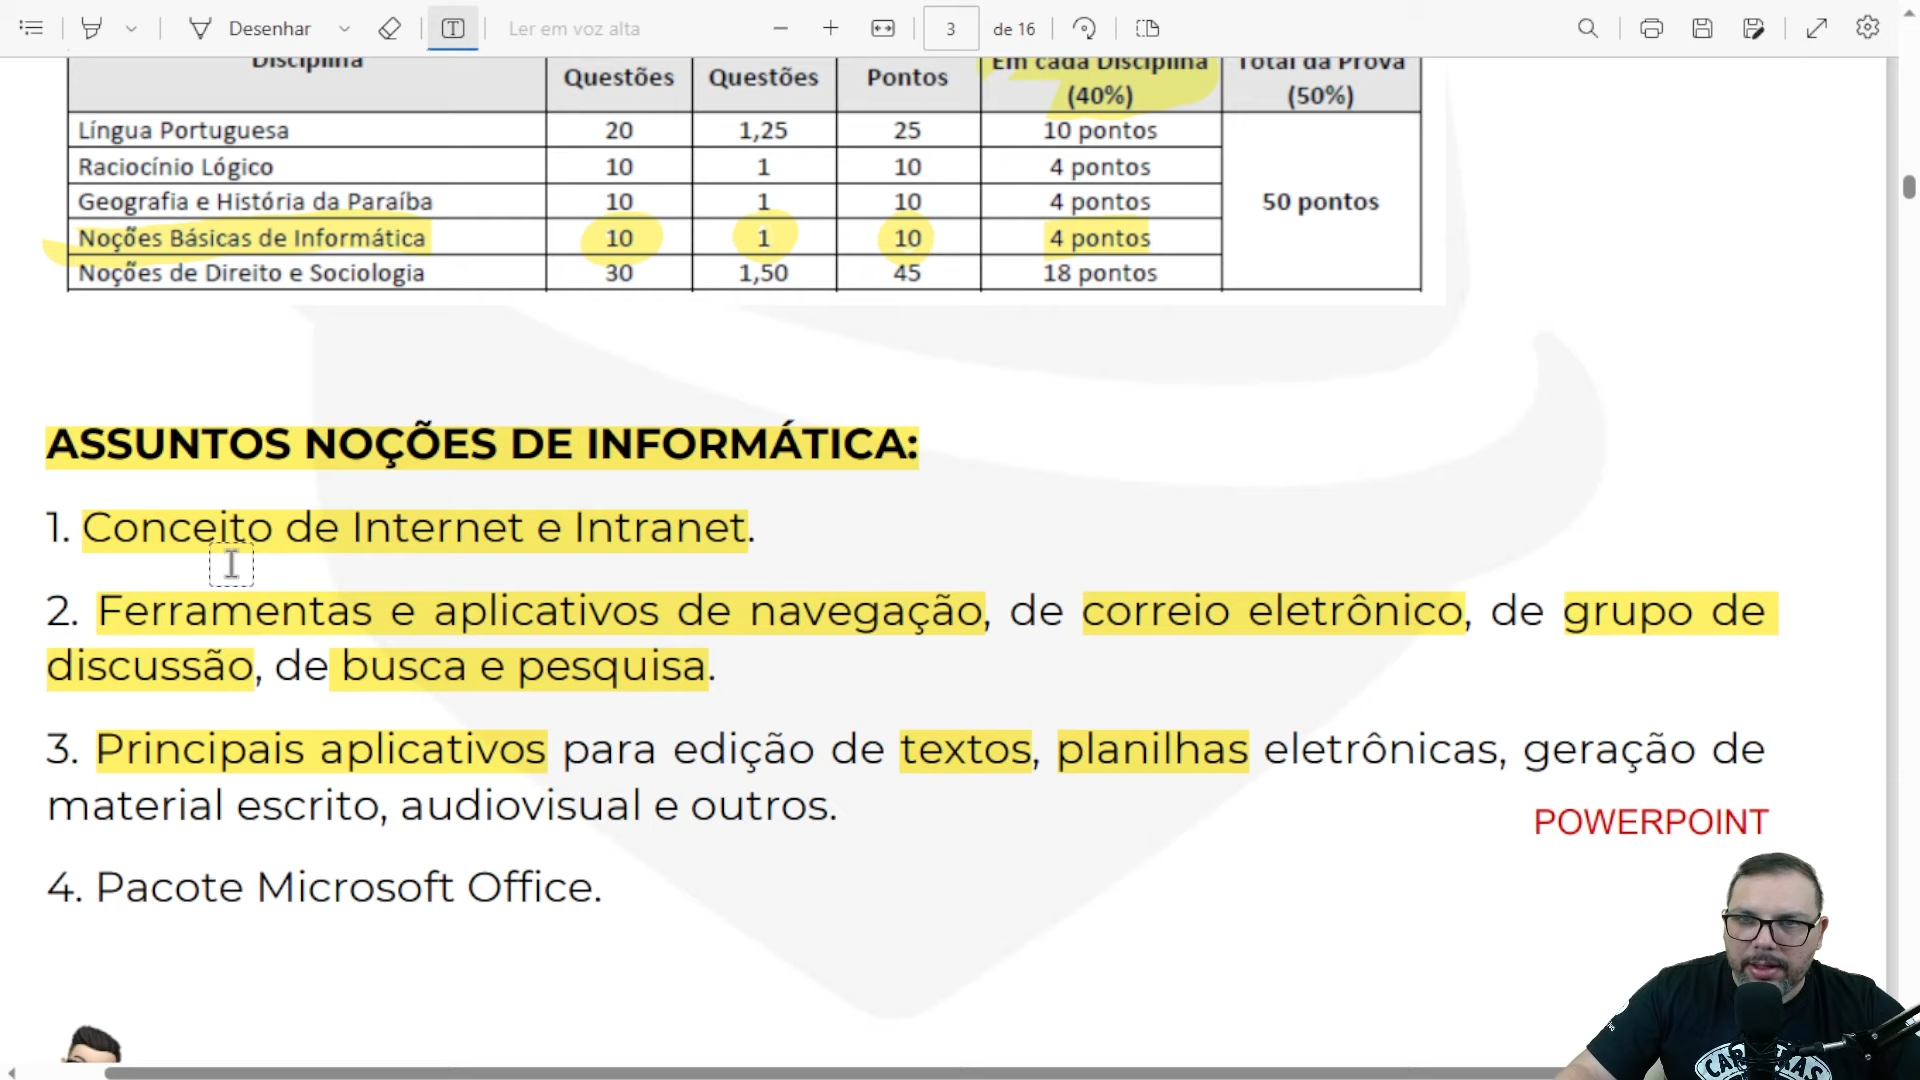 Desenhar
Ler em voz alta
3 de 16
Disciplina Questões Questões Pontos Em cada Disciplina (40%) Total da Prova (50%)
Língua Portuguesa 20 1,25 25 10 pontos
Raciocínio Lógico 10 1 10 4 pontos
Geografia e História da Paraíba 10 1 10 4 pontos 50 pontos
Noções Básicas de Informática 10 1 10 4 pontos
Noções de Direito e Sociologia 30 1,50 45 18 pontos
ASSUNTOS NOÇÕES DE INFORMÁTICA:
1. Conceito de Internet e Intranet.
2. Ferramentas e aplicativos de navegação, de correio eletrônico, de grupo de
discussão, de busca e pesquisa.
3. Principais aplicativos para edição de textos, planilhas eletrônicas, geração de
material escrito, audiovisual e outros.
POWERPOINT
4. Pacote Microsoft Office.